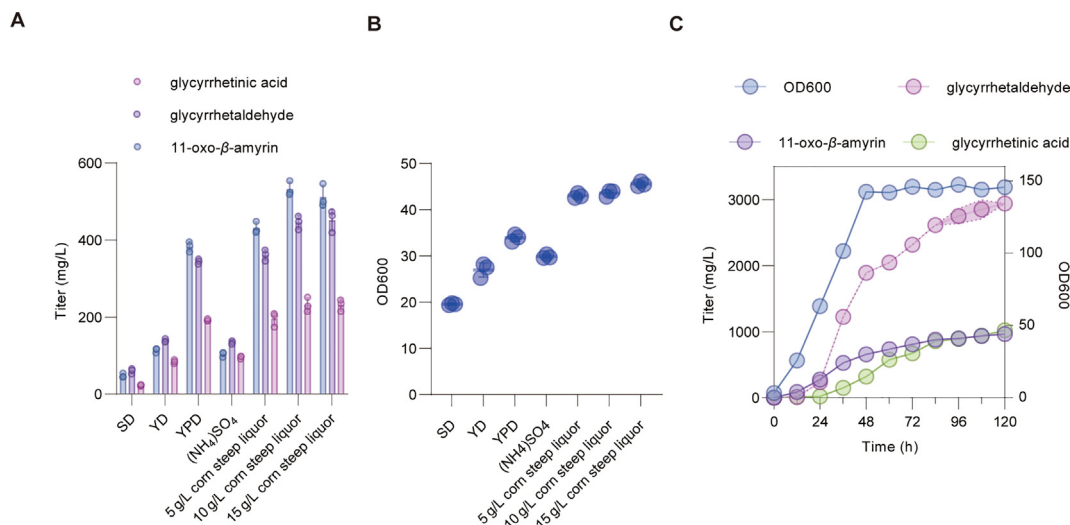 A
glycyrrhetinic acid
glycyrrhetaldehyde
11-oxo-β-amyrin
Titer (mg/L)
600
400
200
0
SD
YD
YPD
(NH₄)SO₄
5 g/L corn steep liquor
10 g/L corn steep liquor
15 g/L corn steep liquor
B
OD600
50
40
30
20
10
0
SD
YD
YPD
(NH4)SO4
5 g/L corn steep liquor
10 g/L corn steep liquor
15 g/L corn steep liquor
C
OD600
glycyrrhetaldehyde
11-oxo-β-amyrin
glycyrrhetinic acid
Titer (mg/L)
3000
2000
1000
0
150
100
50
0
OD600
0 24 48 72 96 120
Time (h)